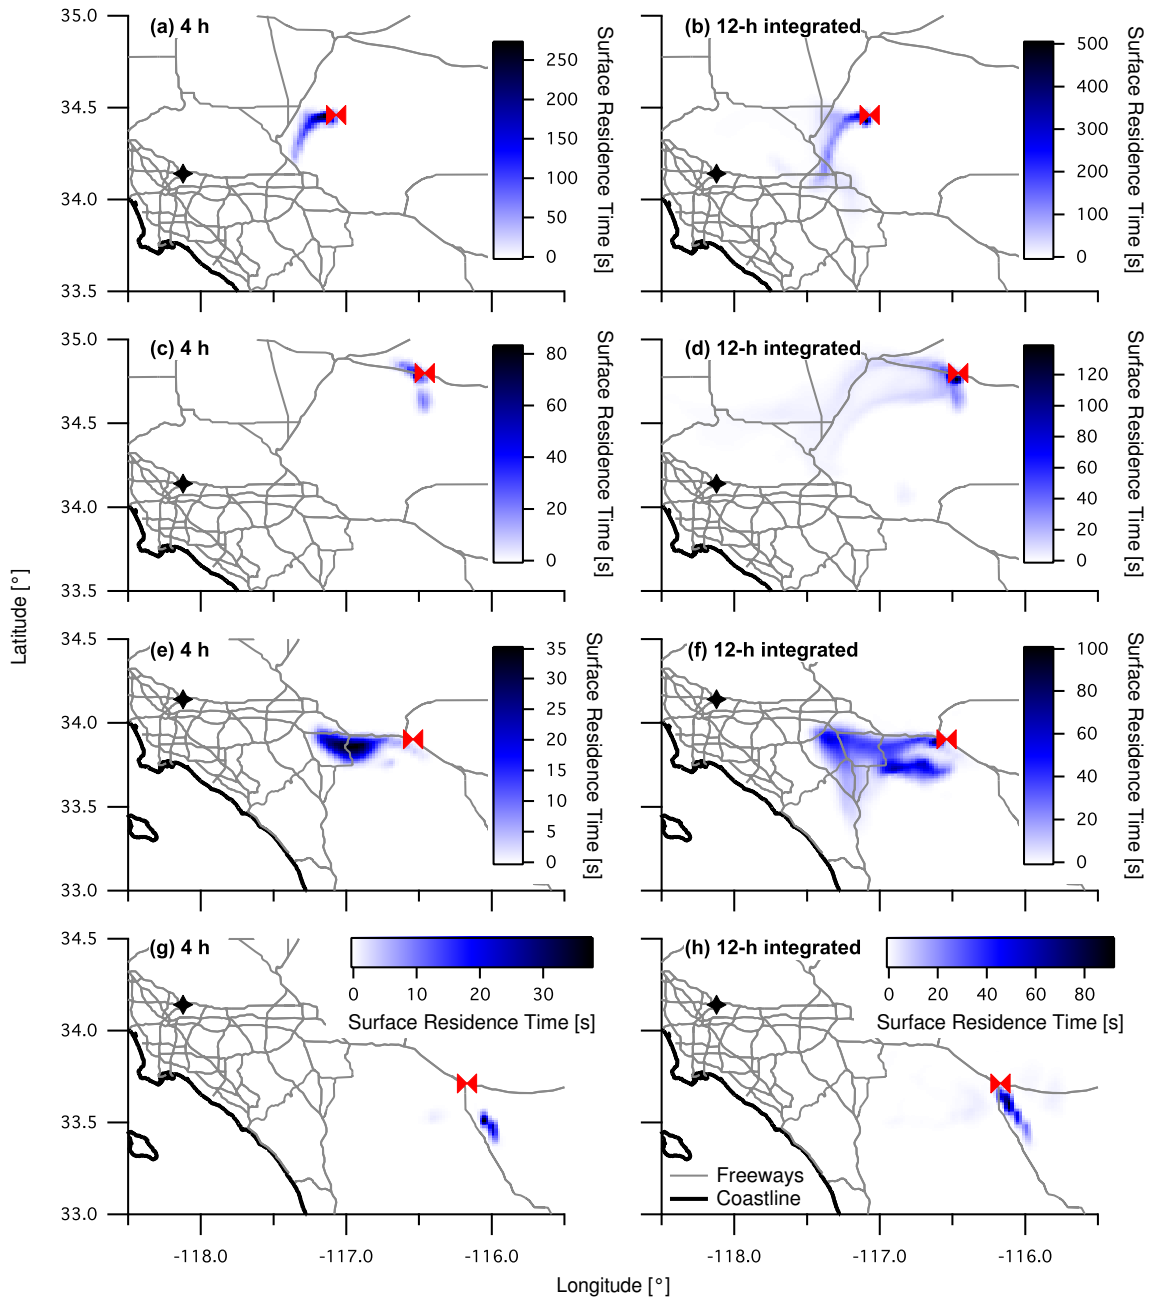 (a) 4 h
(b) 12-h integrated
35.0
34.5
34.0
33.5
250
200
150
100
50
0
Surface Residence Time [s]
500
400
300
200
100
0
Surface Residence Time [s]
(c) 4 h
(d) 12-h integrated
35.0
34.5
34.0
33.5
80
60
40
20
0
Surface Residence Time [s]
120
100
80
60
40
20
0
Surface Residence Time [s]
Latitude [°]
(e) 4 h
(f) 12-h integrated
34.5
34.0
33.5
33.0
35
30
25
20
15
10
5
0
Surface Residence Time [s]
100
80
60
40
20
0
Surface Residence Time [s]
(g) 4 h
(h) 12-h integrated
34.5
34.0
33.5
33.0
0 10 20 30
Surface Residence Time [s]
0 20 40 60 80
Surface Residence Time [s]
Freeways
Coastline
-118.0 -117.0 -116.0
-118.0 -117.0 -116.0
Longitude [°]